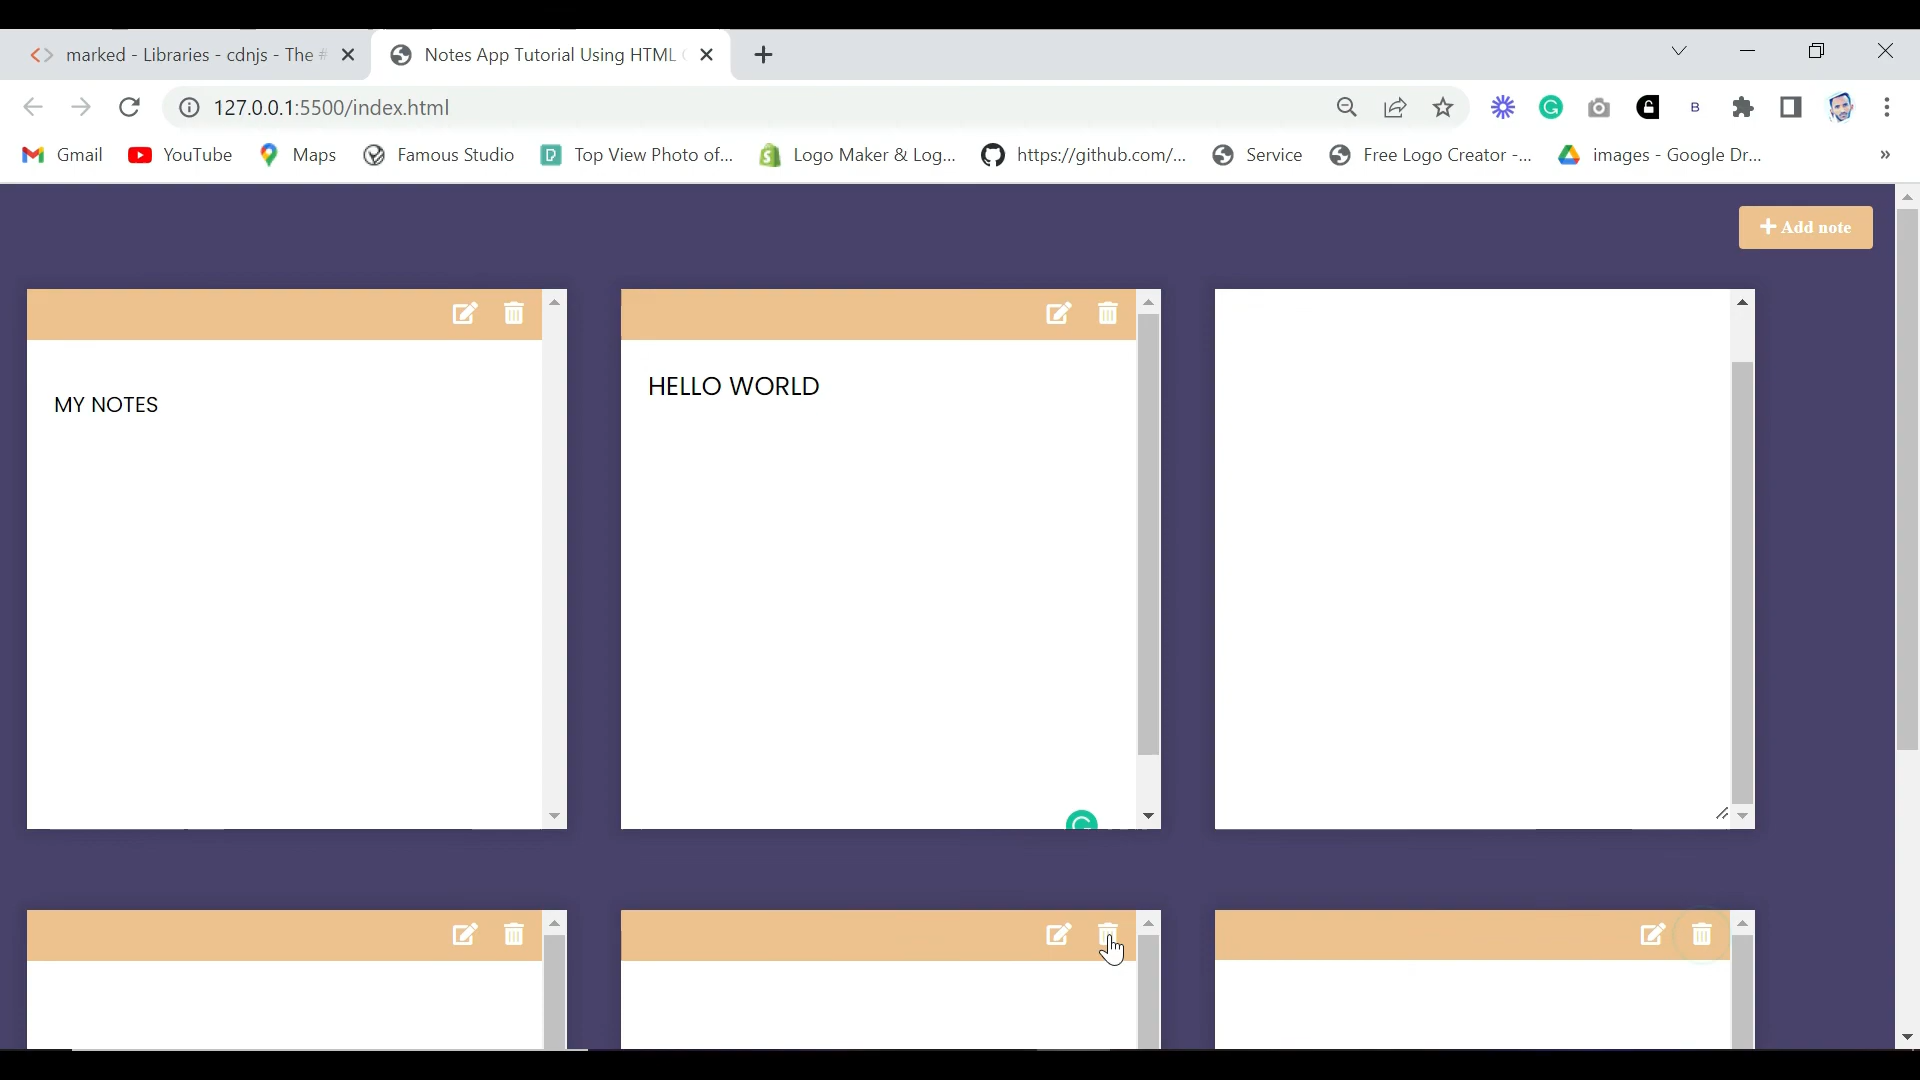 marked - Libraries - cdnjs - The #
Notes App Tutorial Using HTML
127.0.0.1:5500/index.html
Gmail
YouTube
Maps
Famous Studio
Top View Photo of...
Logo Maker & Log...
https://github.com/...
Service
Free Logo Creator -...
images - Google Dr...
»
+ Add note
MY NOTES
HELLO WORLD